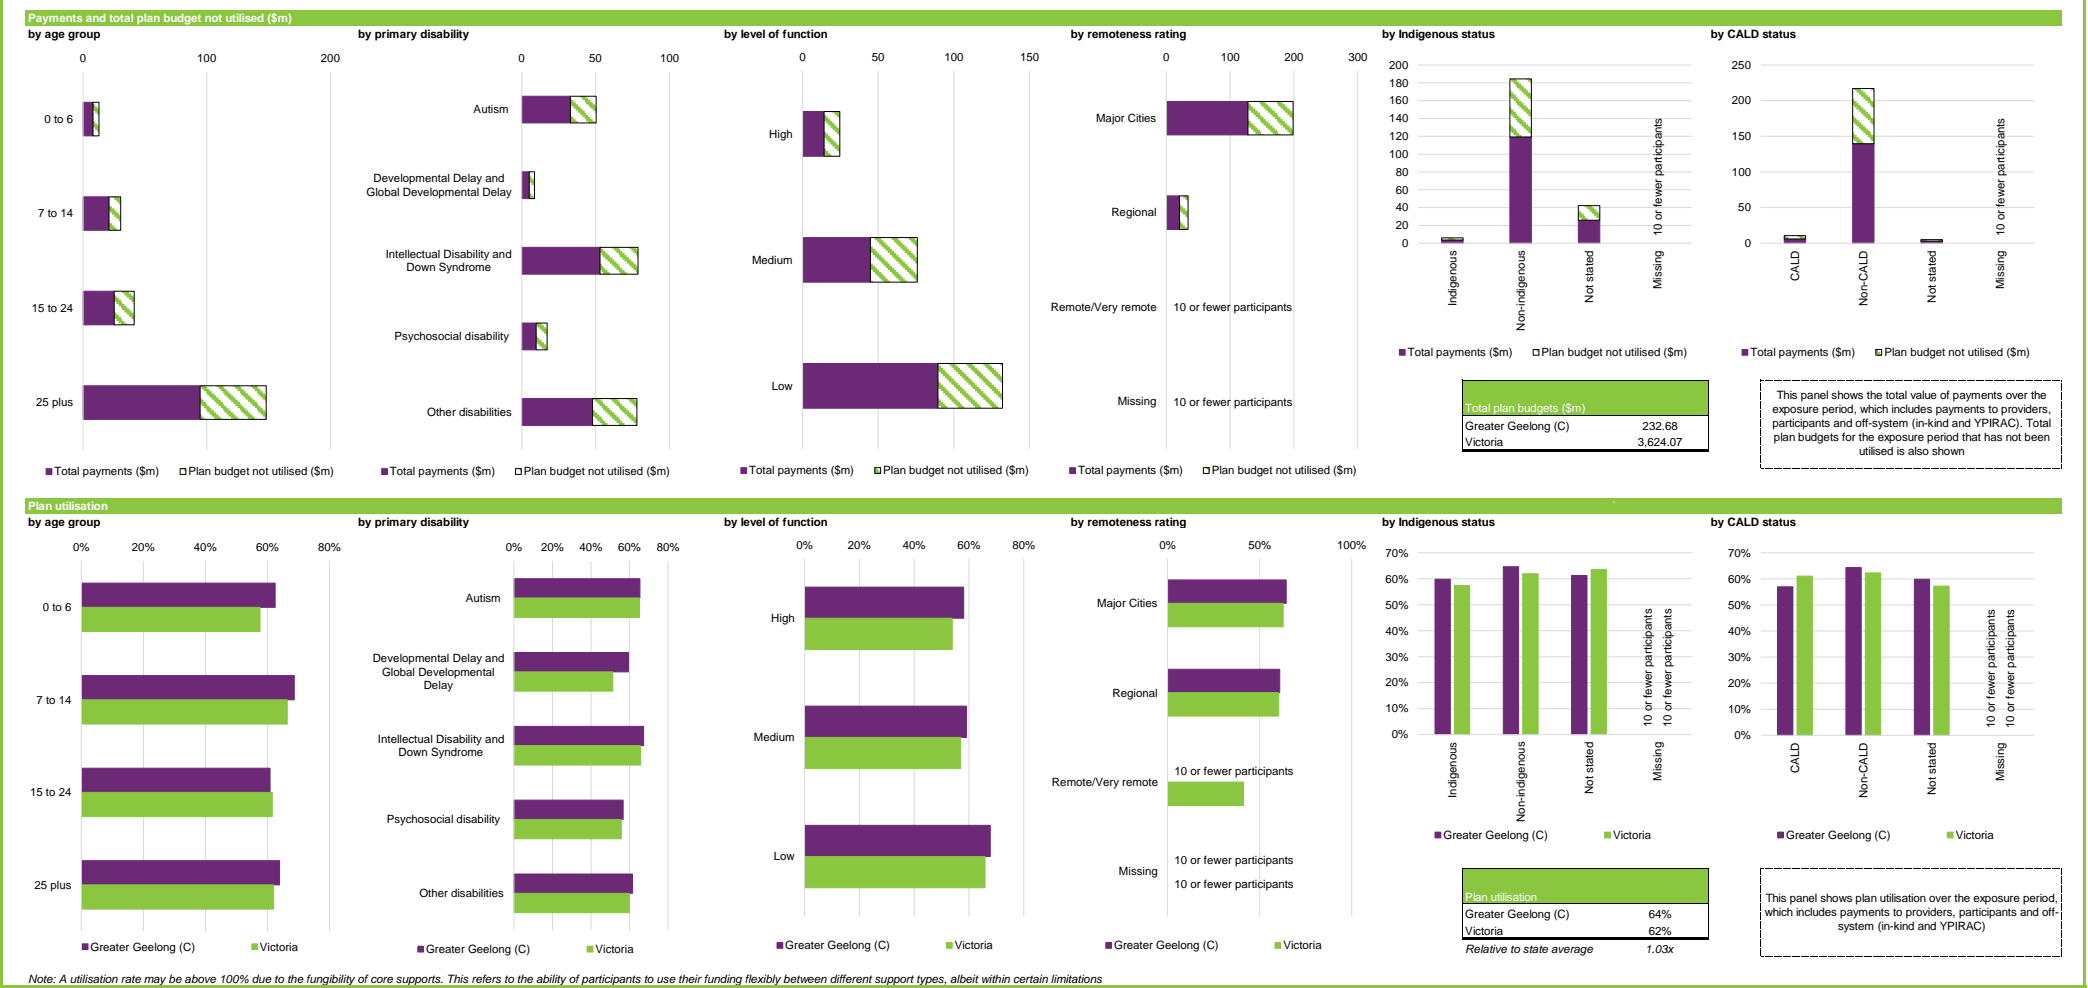 Payments and total plan budget not utilised ($m)
by age group
0 100 200
0 to 6
7 to 14
15 to 24
25 plus
Total payments ($m) Plan budget not utilised ($m)
by primary disability
0 50 100
Autism
Developmental Delay and
Global Developmental Delay
Intellectual Disability and
Down Syndrome
Psychosocial disability
Other disabilities
Total payments ($m) Plan budget not utilised ($m)
by level of function
0 50 100 150
High
Medium
Low
Total payments ($m) Plan budget not utilised ($m)
by remoteness rating
0 100 200 300
Major Cities
Regional
Remote/Very remote 10 or fewer participants
Missing 10 or fewer participants
Total payments ($m) Plan budget not utilised ($m)
by Indigenous status
200
180
160
140
120
100
80
60
40
20
0
10 or fewer participants
Indigenous
Non-indigenous
Not stated
Missing
Total payments ($m) Plan budget not utilised ($m)
by CALD status
250
200
150
100
50
0
10 or fewer participants
CALD
Non-CALD
Not stated
Missing
Total payments ($m) Plan budget not utilised ($m)
Total plan budgets ($m)
Greater Geelong (C) 232.68
Victoria 3,624.07
This panel shows the total value of payments over the
exposure period, which includes payments to providers,
participants and off-system (in-kind and YPIRAC). Total
plan budgets for the exposure period that has not been
utilised is also shown
Plan utilisation
by age group
0% 20% 40% 60% 80%
0 to 6
7 to 14
15 to 24
25 plus
Greater Geelong (C) Victoria
by primary disability
0% 20% 40% 60% 80%
Autism
Developmental Delay and
Global Developmental
Delay
Intellectual Disability and
Down Syndrome
Psychosocial disability
Other disabilities
Greater Geelong (C) Victoria
by level of function
0% 20% 40% 60% 80%
High
Medium
Low
Greater Geelong (C) Victoria
by remoteness rating
0% 50% 100%
Major Cities
Regional
10 or fewer participants
Remote/Very remote
10 or fewer participants
Missing
10 or fewer participants
Greater Geelong (C) Victoria
by Indigenous status
70%
60%
50%
40%
30%
20%
10%
0%
10 or fewer participants
10 or fewer participants
Indigenous
Non-indigenous
Not stated
Missing
Greater Geelong (C) Victoria
by CALD status
70%
60%
50%
40%
30%
20%
10%
0%
10 or fewer participants
10 or fewer participants
CALD
Non-CALD
Not stated
Missing
Greater Geelong (C) Victoria
Plan utilisation
Greater Geelong (C) 64%
Victoria 62%
Relative to state average 1.03x
This panel shows plan utilisation over the exposure period,
which includes payments to providers, participants and off-
system (in-kind and YPIRAC)
Note: A utilisation rate may be above 100% due to the fungibility of core supports. This refers to the ability of participants to use their funding flexibly between different support types, albeit within certain limitations